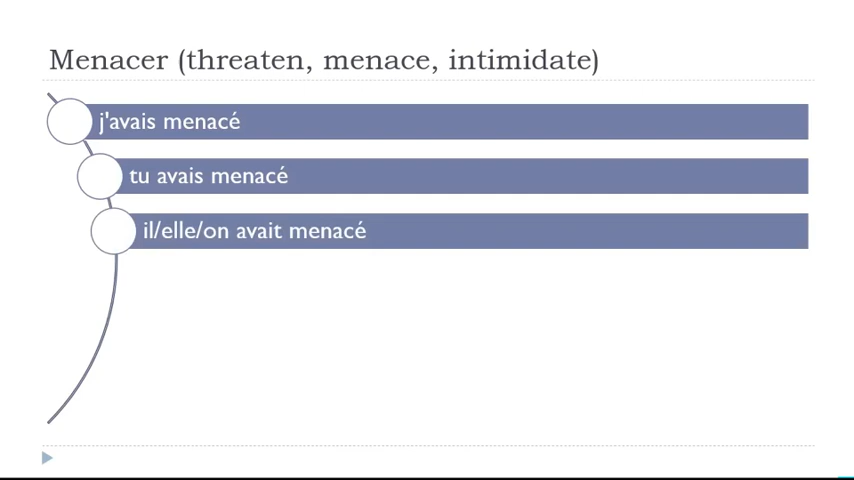 Menacer (threaten, menace, intimidate)
j'avais menacé
tu avais menacé
il/elle/on avait menacé